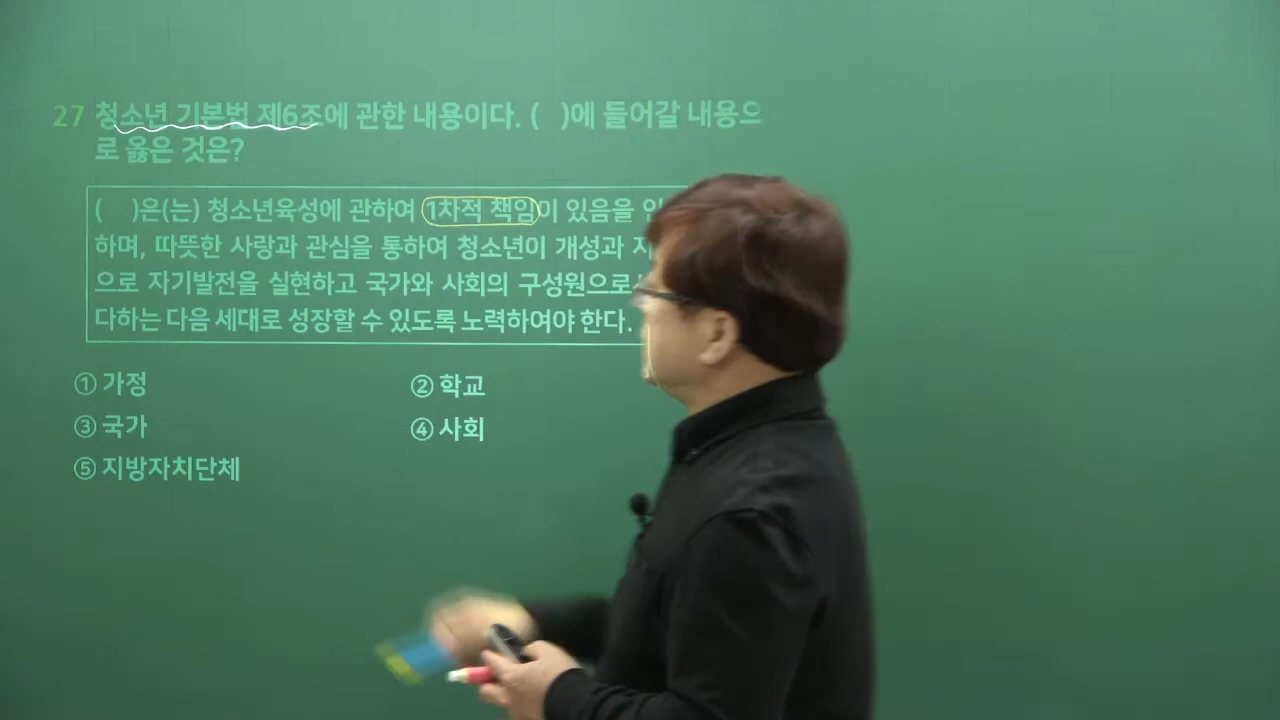 27 청소년 기본법 제6조에 관한 내용이다. (   )에 들어갈 내용으
로 옳은 것은?
(   )은(는) 청소년육성에 관하여 1차적 책임이 있음을
하며, 따뜻한 사랑과 관심을 통하여 청소년이 개성과
으로 자기발전을 실현하고 국가와 사회의 구성원으로
다하는 다음 세대로 성장할 수 있도록 노력하여야 한다.
① 가정
② 학교
③ 국가
④ 사회
⑤ 지방자치단체